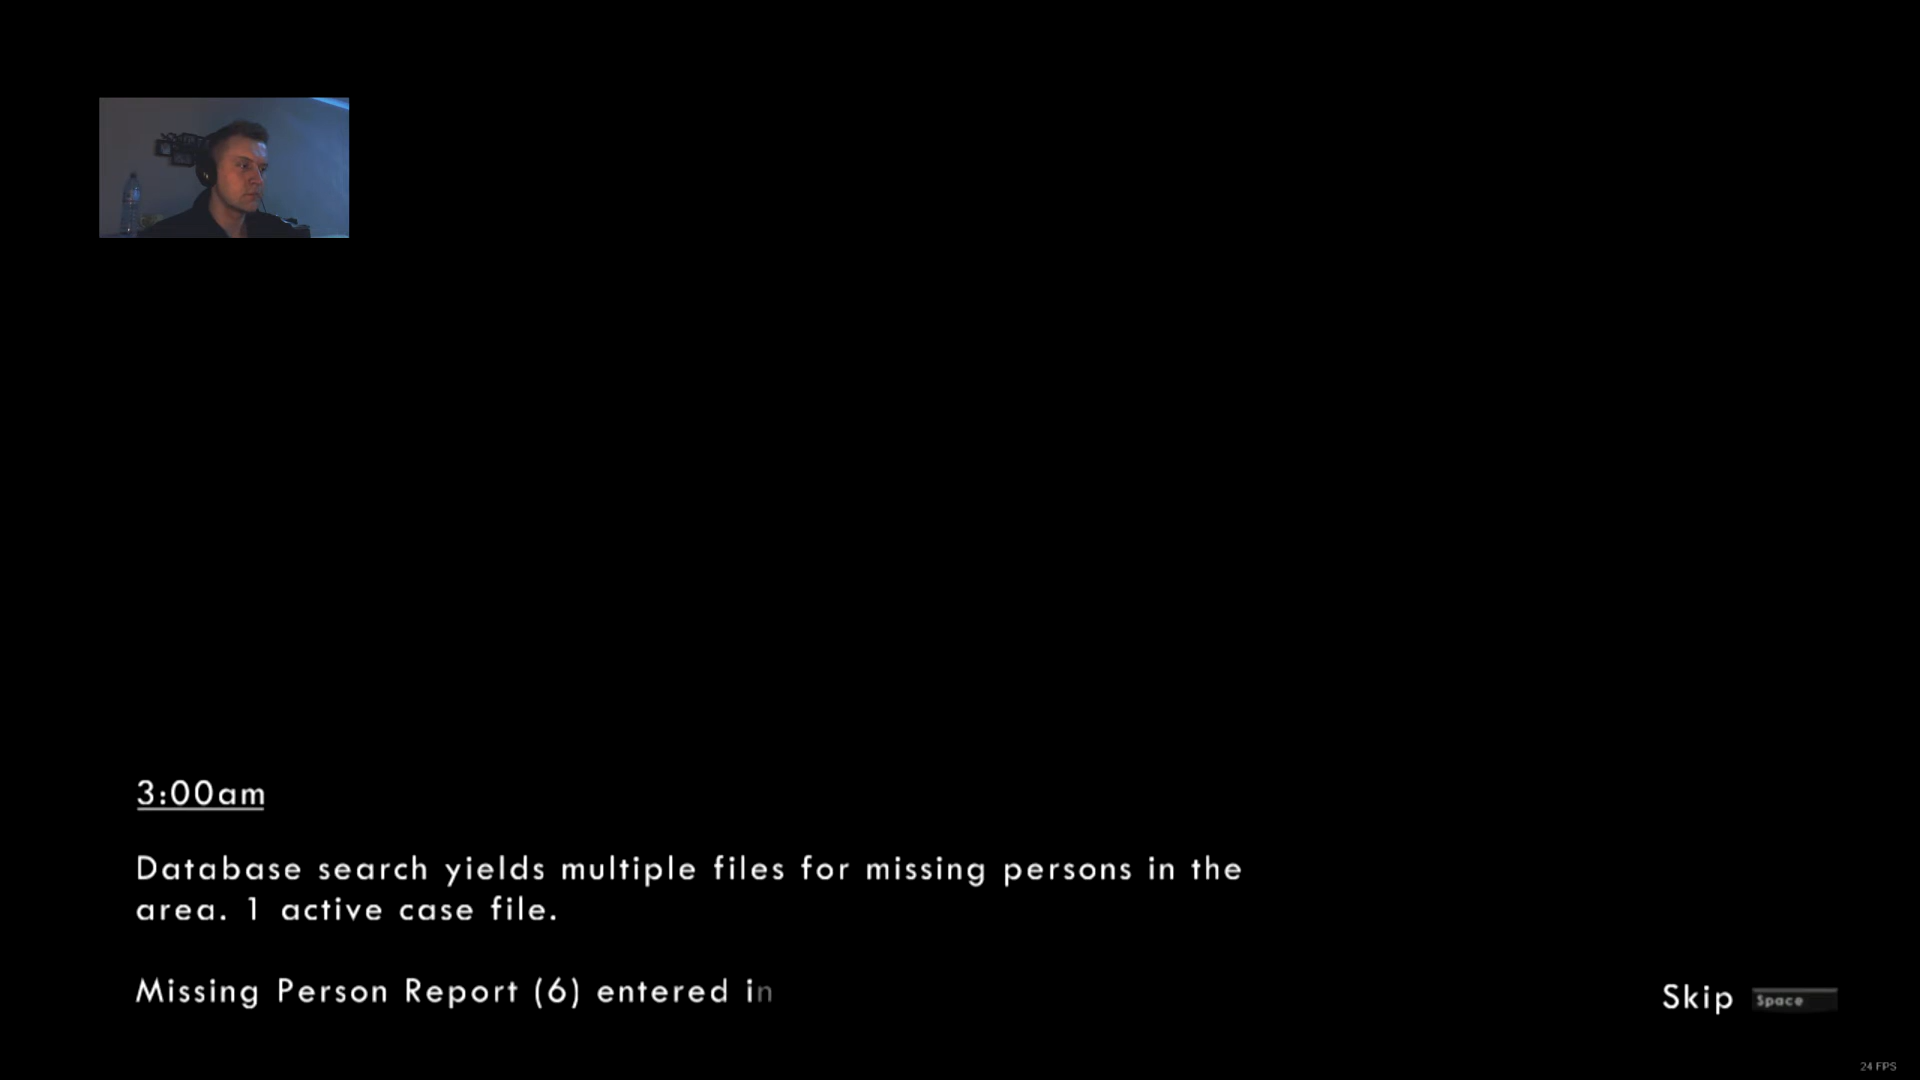 3:00am
Database search yields multiple files for missing persons in the
area. 1 active case file.
Missing Person Report (6) entered in
Skip Space
24 FPS